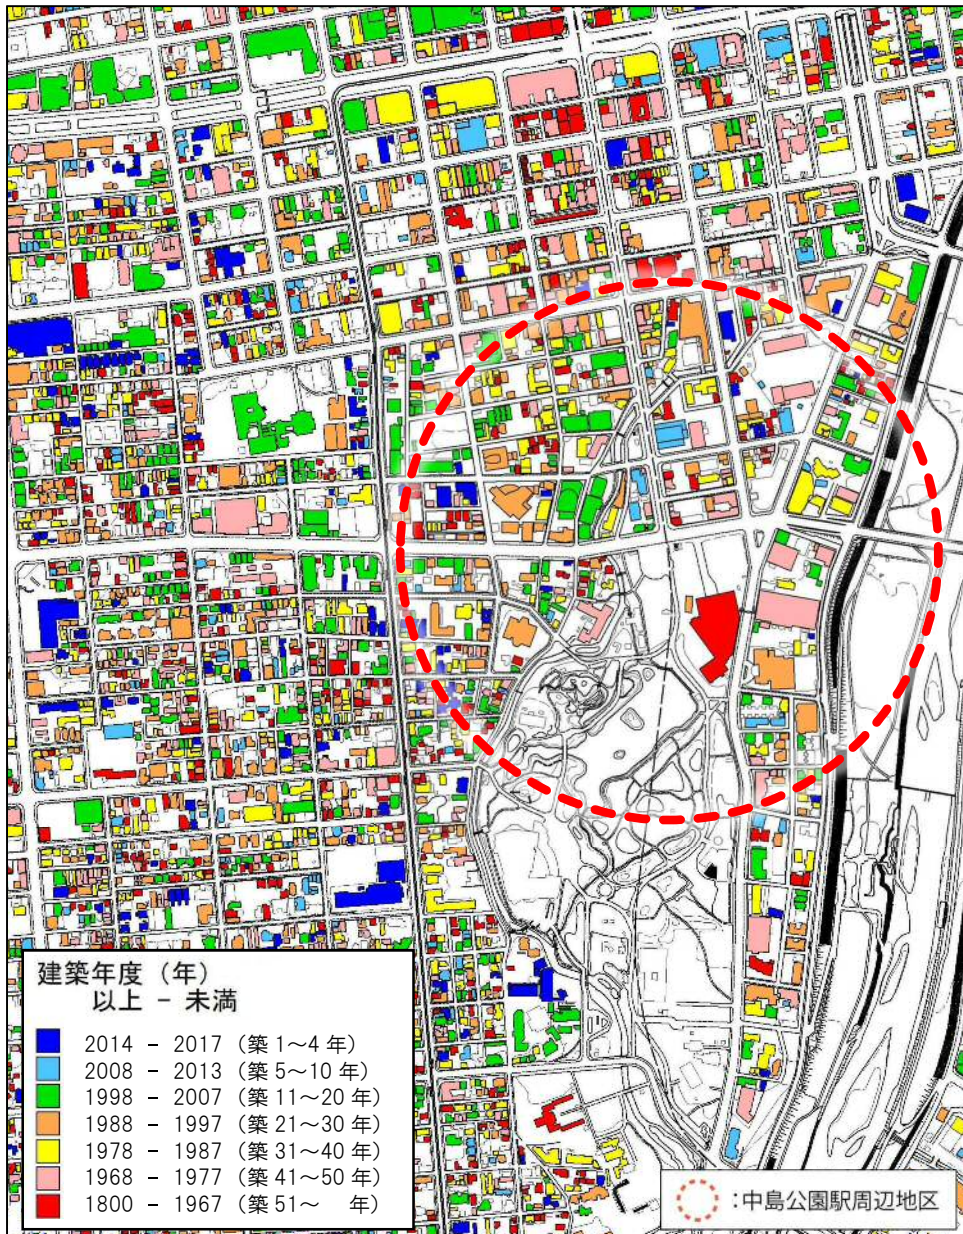 建築年度（年）
以上 － 未満
2014 － 2017（築 1～4 年）
2008 － 2013（築 5～10 年）
1998 － 2007（築 11～20 年）
1988 － 1997（築 21～30 年）
1978 － 1987（築 31～40 年）
1968 － 1977（築 41～50 年）
1800 － 1967（築 51～　年）
：中島公園駅周辺地区